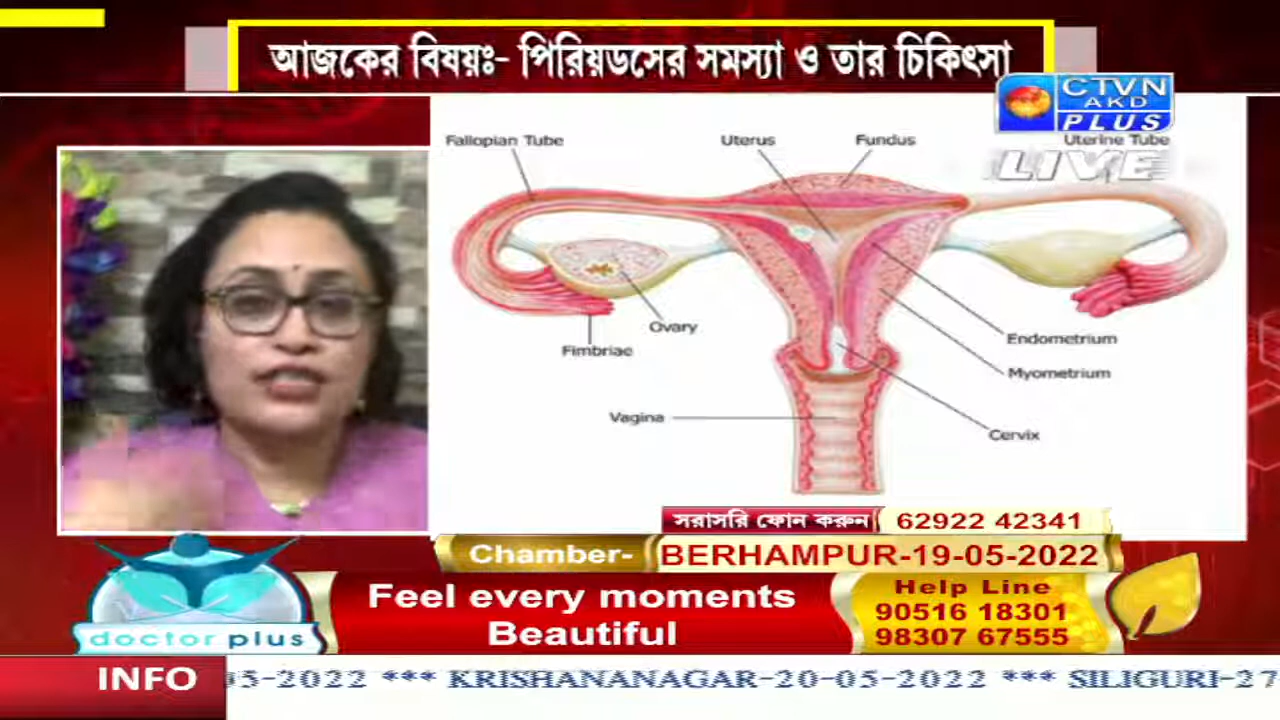 আজকের বিষয়ঃ- পিরিয়ডসের সমস্যা ও তার চিকিৎসা
CTVN
AKD
PLUS
LIVE
Fallopian Tube
Uterus
Fundus
Uterine Tube
Ovary
Fimbriae
Endometrium
Myometrium
Vagina
Cervix
সরাসরি ফোন করুন 62922 42341
Chamber- BERHAMPUR-19-05-2022
Feel every moments
Beautiful
Help Line
90516 18301
98307 67555
doctor plus
INFO 05-2022 *** KRISHANANAGAR-20-05-2022 *** SILIGURI-27